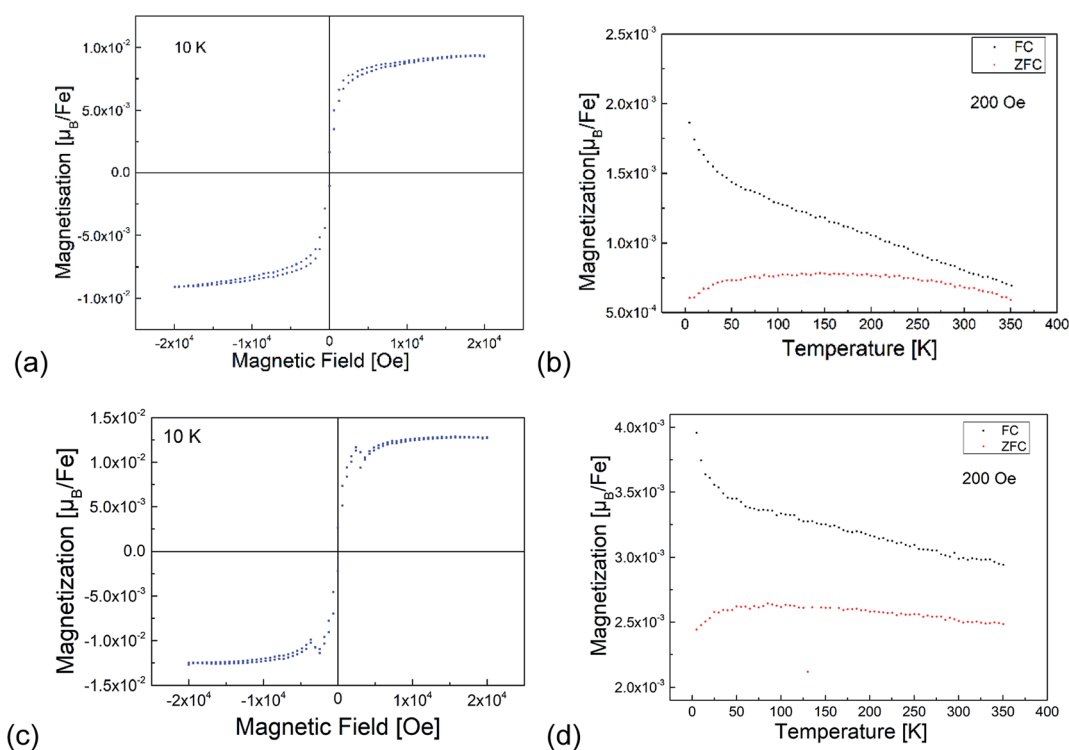 10 K
1.0x10⁻²
5.0x10⁻³
0.0
-5.0x10⁻³
-1.0x10⁻²
Magnetisation [μB/Fe]
-2x10⁴ -1x10⁴ 0 1x10⁴ 2x10⁴
Magnetic Field [Oe]
(a)
FC
ZFC
200 Oe
2.5x10⁻³
2.0x10⁻³
1.5x10⁻³
1.0x10⁻³
5.0x10⁻⁴
Magnetization[μB/Fe]
0 50 100 150 200 250 300 350 400
Temperature [K]
(b)
10 K
1.5x10⁻²
1.0x10⁻²
5.0x10⁻³
0.0
-5.0x10⁻³
-1.0x10⁻²
-1.5x10⁻²
Magnetization [μB/Fe]
-2x10⁴ -1x10⁴ 0 1x10⁴ 2x10⁴
Magnetic Field [Oe]
(c)
FC
ZFC
200 Oe
4.0x10⁻³
3.5x10⁻³
3.0x10⁻³
2.5x10⁻³
2.0x10⁻³
Magnetization [μB/Fe]
0 50 100 150 200 250 300 350 400
Temperature [K]
(d)